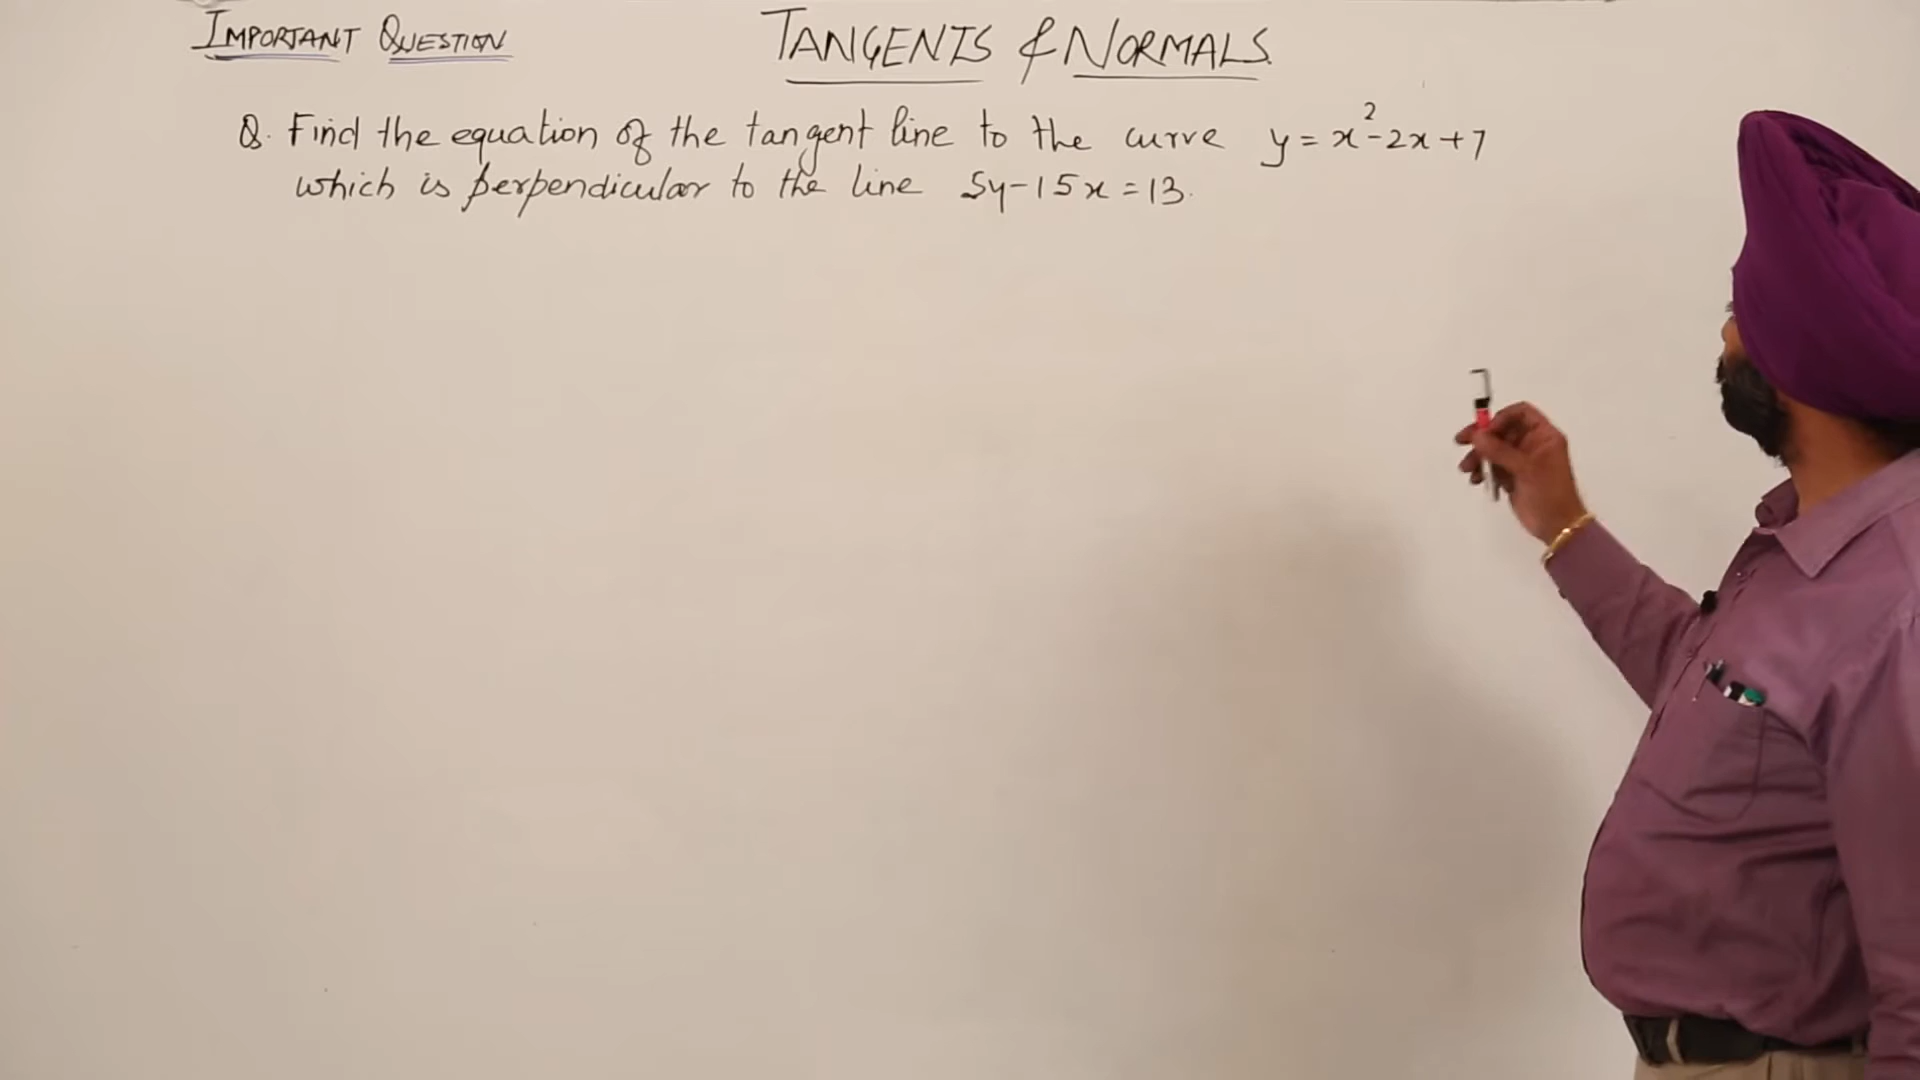 IMPORTANT QUESTION
TANGENTS & NORMALS.
Q. Find the equation of the tangent line to the curve y = x²-2x+7
which is perpendicular to the line 5y-15x=13.